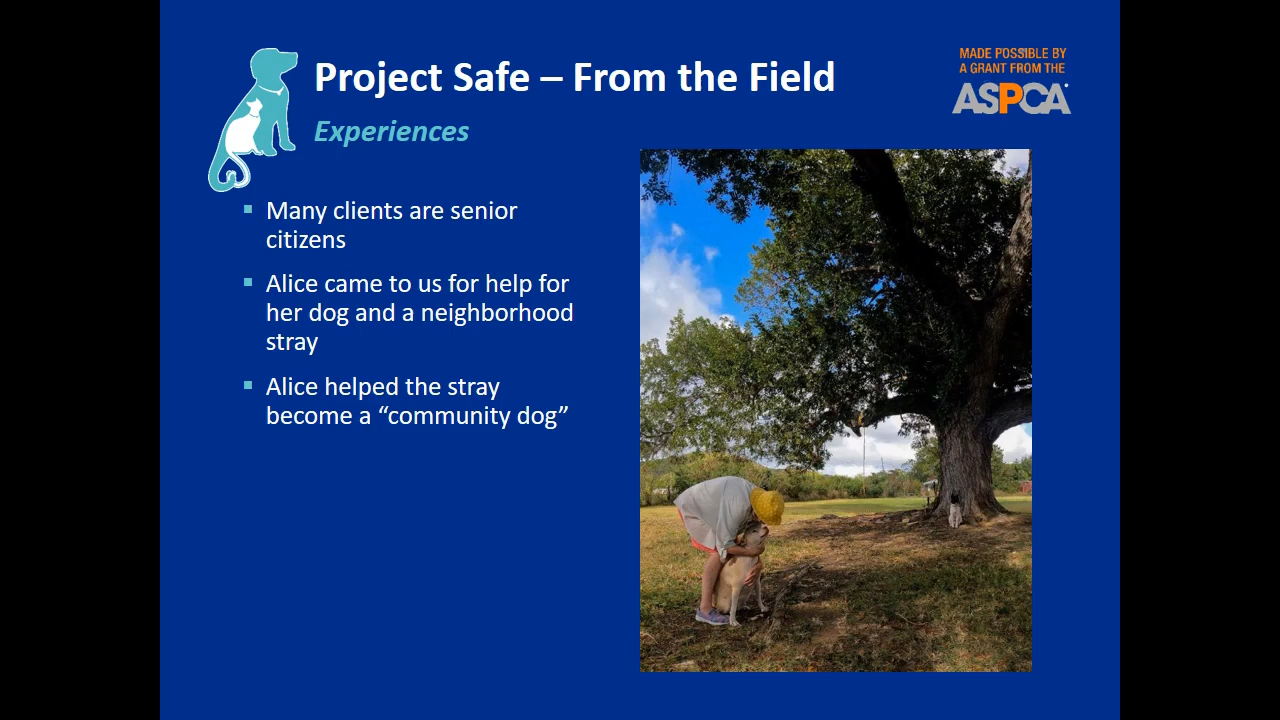 Project Safe – From the Field
MADE POSSIBLE BY
A GRANT FROM THE
ASPCA
Experiences
▪ Many clients are senior
citizens
▪ Alice came to us for help for
her dog and a neighborhood
stray
▪ Alice helped the stray
become a “community dog”